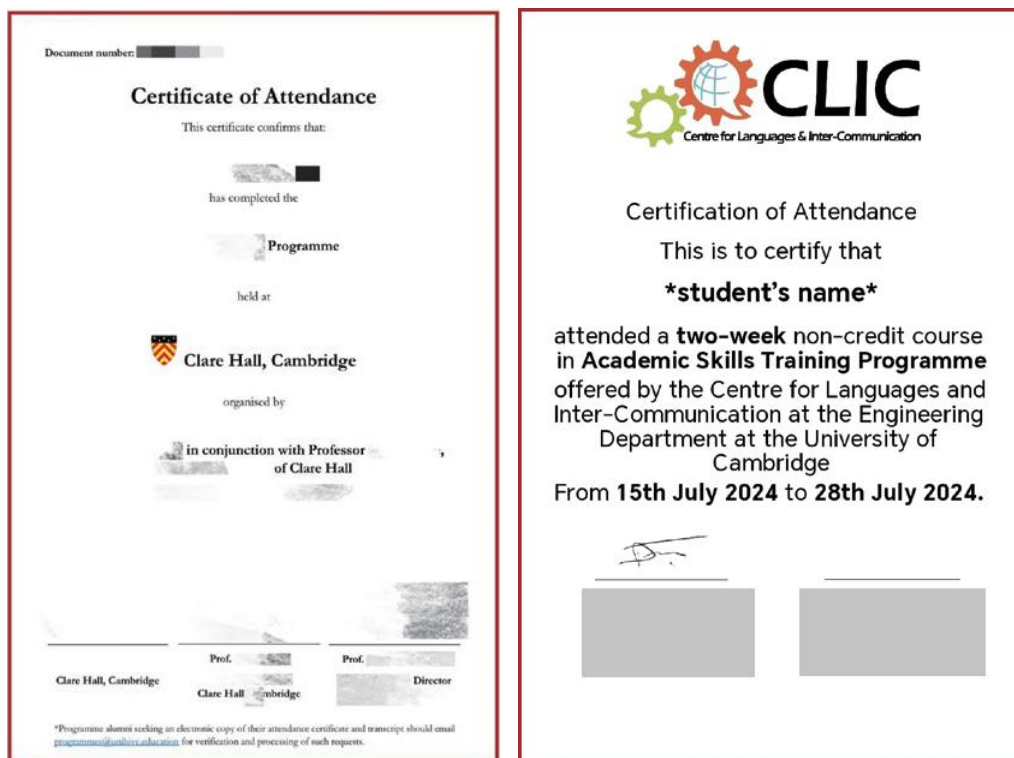 Document number:
Certificate of Attendance
This certificate confirms that:
has completed the
Programme
held at
Clare Hall, Cambridge
organised by
in conjunction with Professor
,
of Clare Hall
Prof.
Prof.
Clare Hall, Cambridge
Director
Clare Hall
mbridge
*Programme alumni seeking an electronic copy of their attendance certificate and transcript should email
programmes@unihive.education for verification and processing of such requests.
CLIC
Centre for Languages & Inter-Communication
Certification of Attendance
This is to certify that
*student's name*
attended a two-week non-credit course
in Academic Skills Training Programme
offered by the Centre for Languages and
Inter-Communication at the Engineering
Department at the University of
Cambridge
From 15th July 2024 to 28th July 2024.